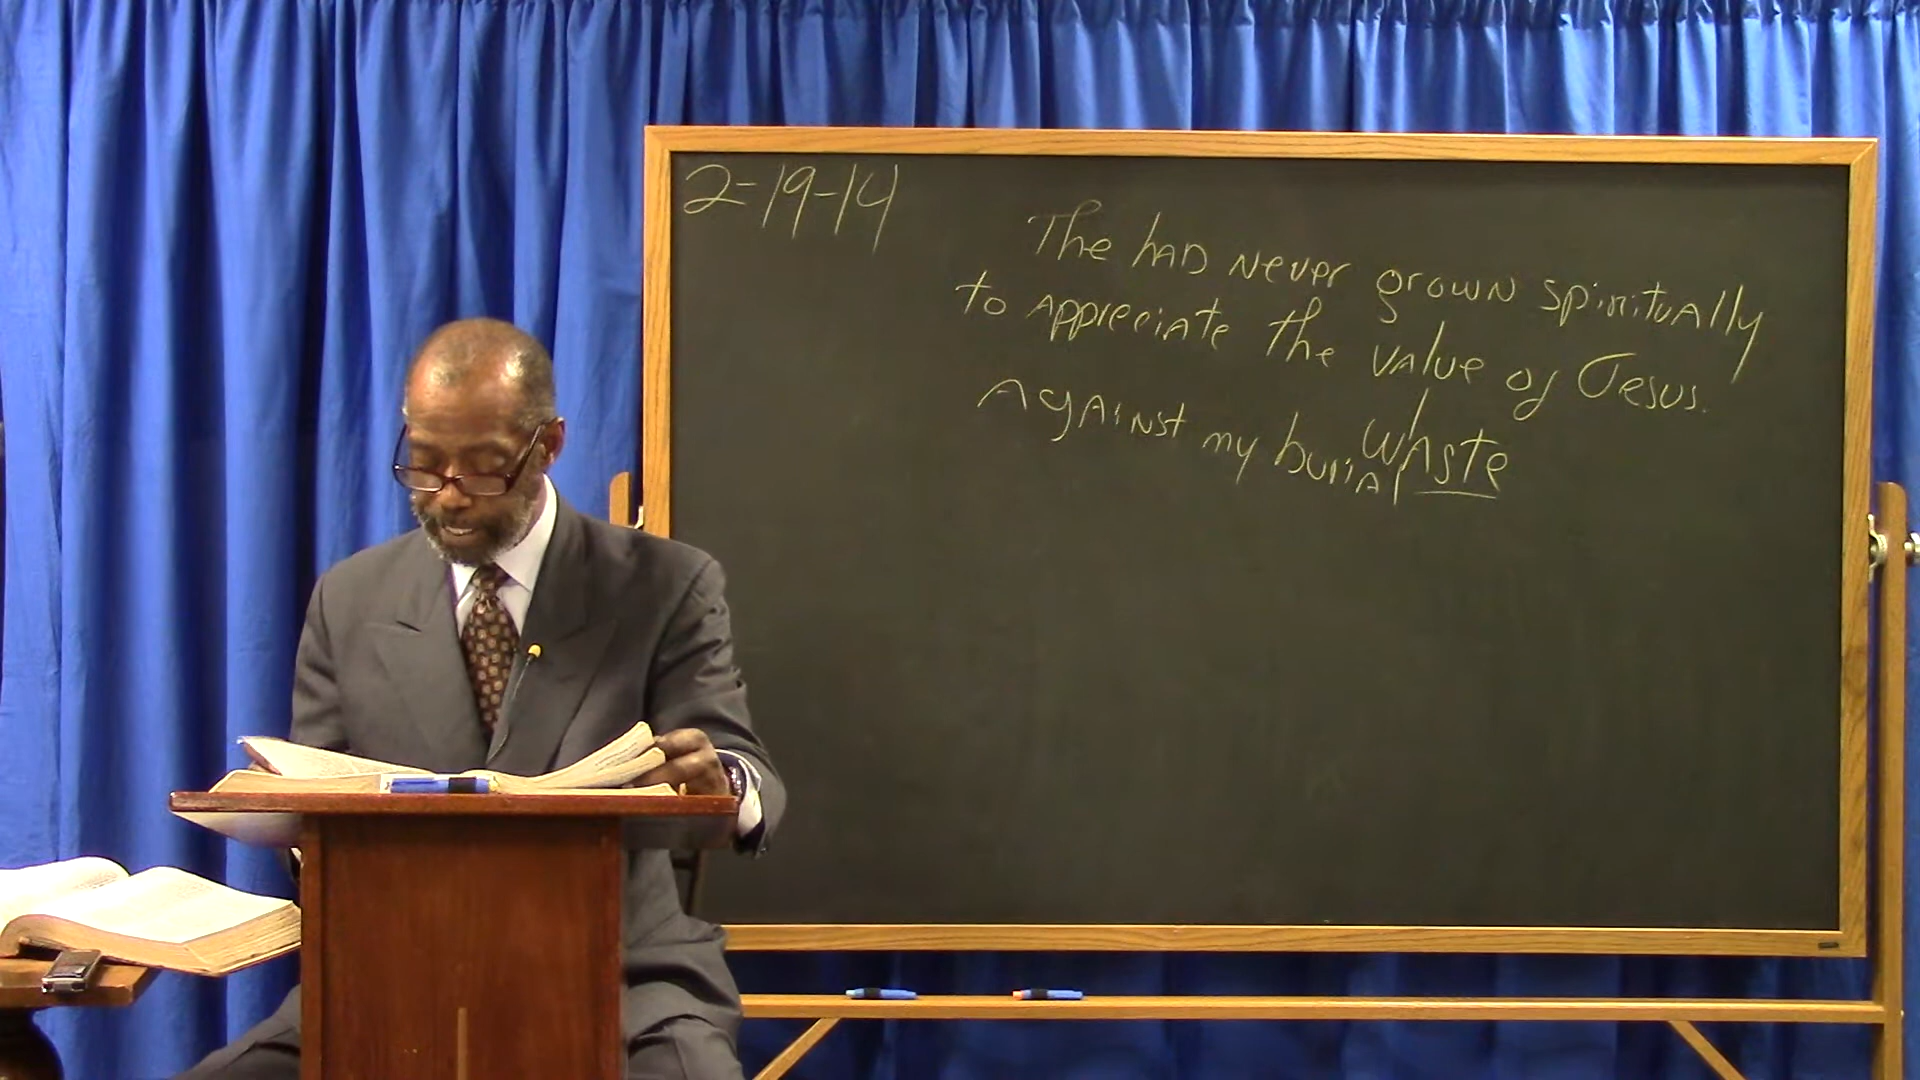 2-19-14
The had never grown spiritually
to appreciate the value of Jesus.
Against my burial waste